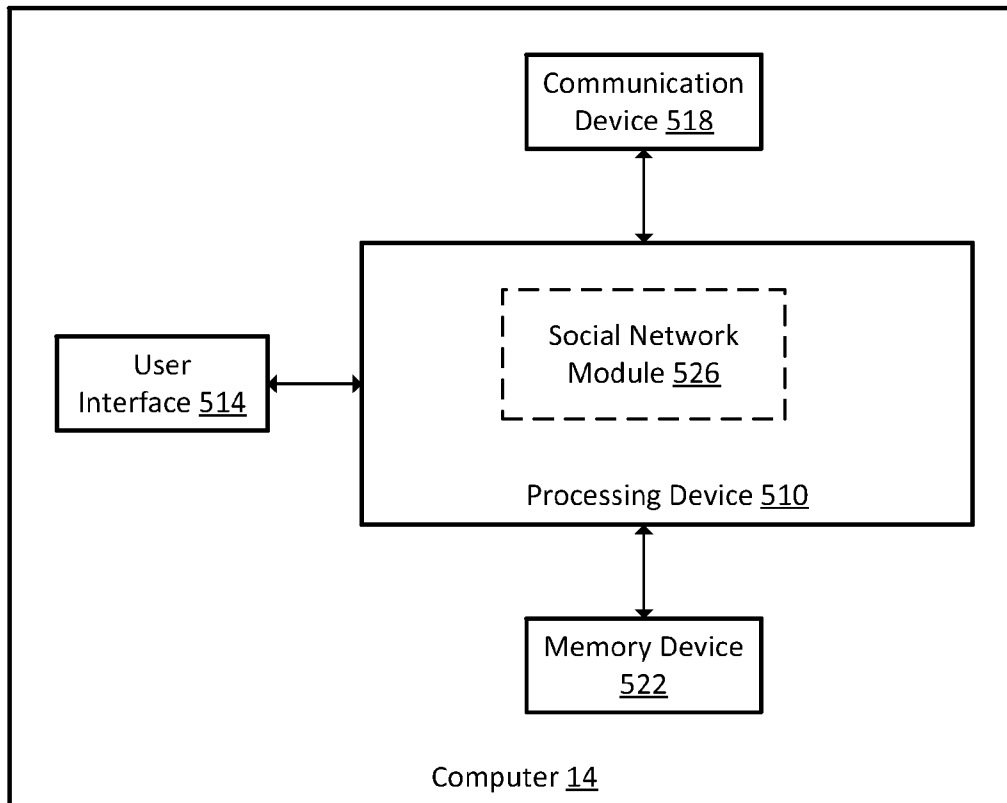 Communication
Device 518
Social Network
Module 526
User
Interface 514
Processing Device 510
Memory Device
522
Computer 14